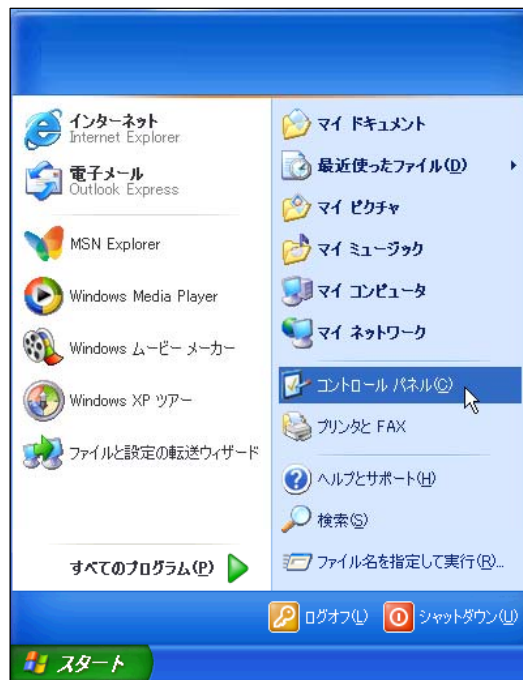 インターネット
Internet Explorer
電子メール
Outlook Express
MSN Explorer
Windows Media Player
Windows ムービー メーカー
Windows XP ツアー
ファイルと設定の転送ウィザード
すべてのプログラム(P)
マイ ドキュメント
最近使ったファイル(D)
マイ ピクチャ
マイ ミュージック
マイ コンピュータ
マイ ネットワーク
コントロール パネル(C)
プリンタと FAX
ヘルプとサポート(H)
検索(S)
ファイル名を指定して実行(R)...
ログオフ(L)
シャットダウン(U)
スタート